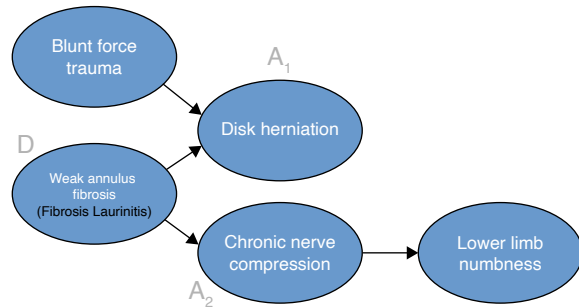 Blunt force
trauma
A₁
Disk herniation
D
Weak annulus
fibrosis
(Fibrosis Laurinitis)
Chronic nerve
compression
A₂
Lower limb
numbness